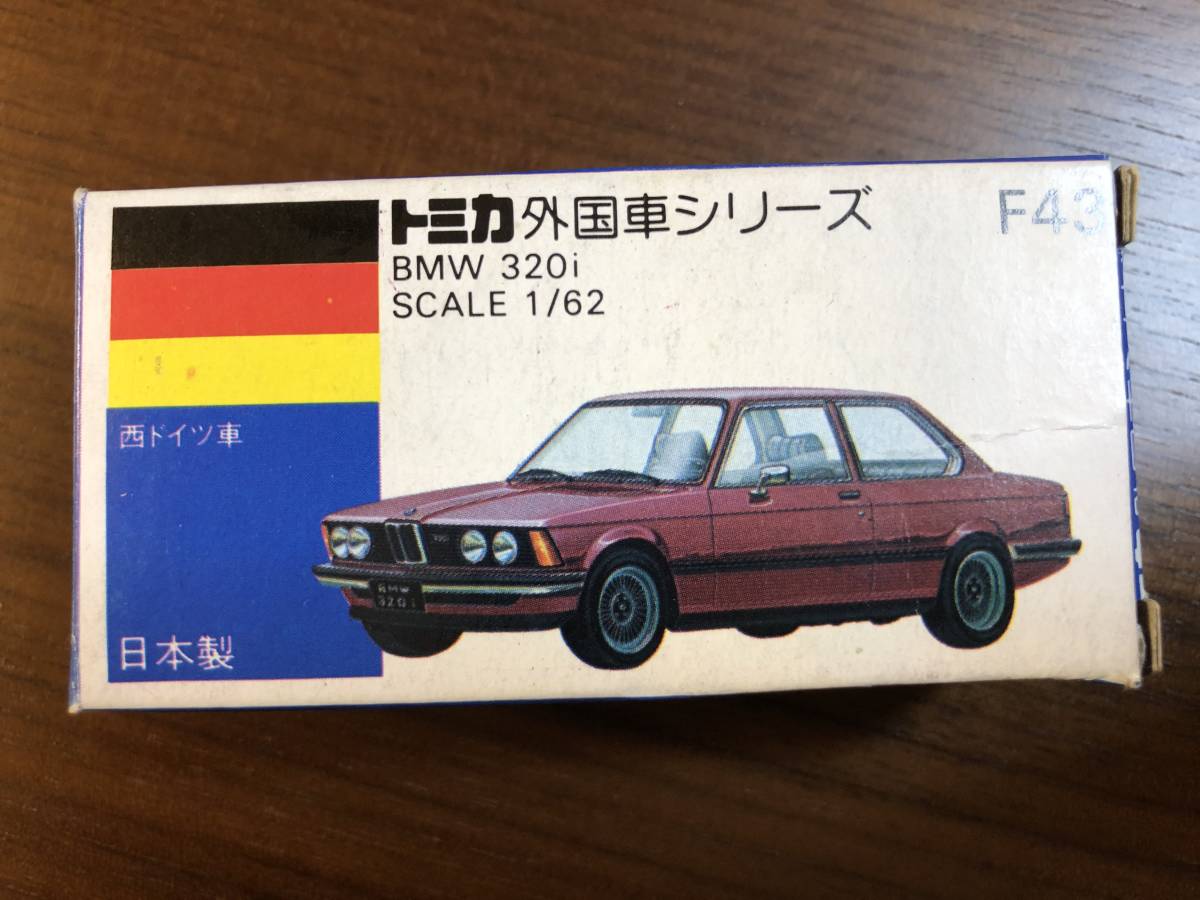 トミカ外国車シリーズ F43
BMW 320i
SCALE 1/62
西ドイツ車
日本製
BMW
320i